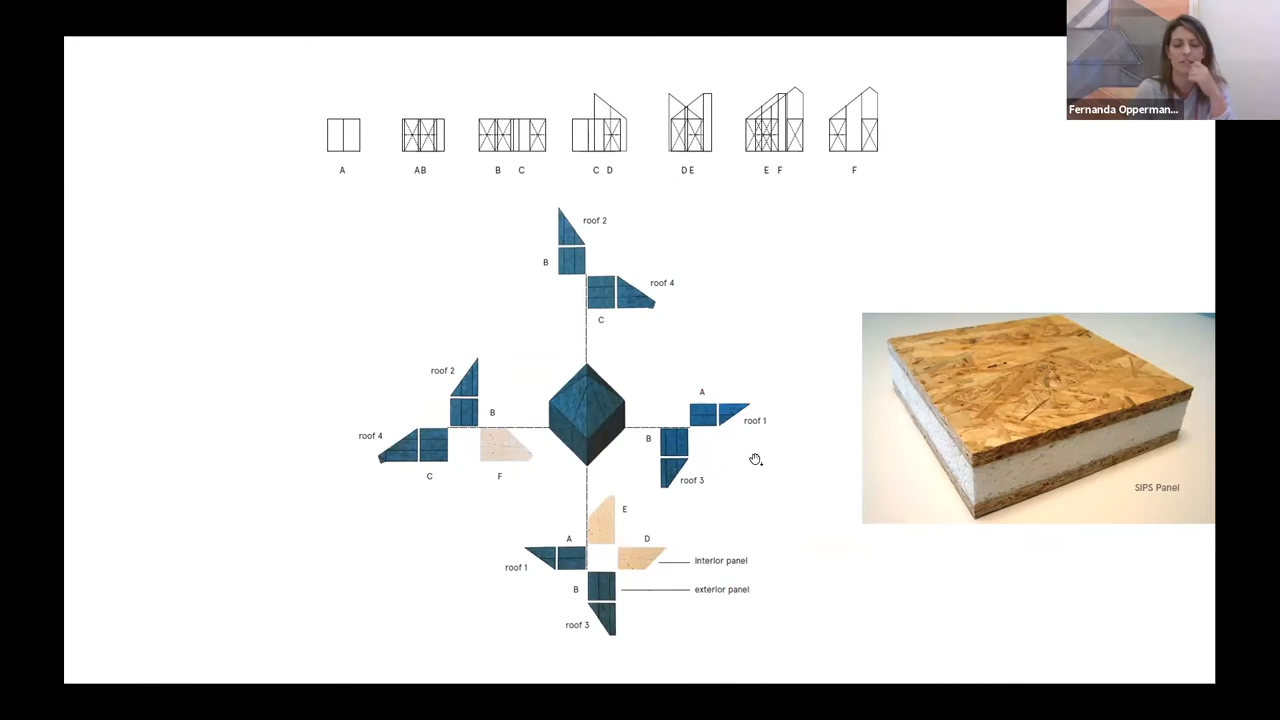 Fernanda Opperman...
A
AB
B C
C D
DE
E F
F
roof 2
B
roof 4
C
roof 2
B
roof 4
C
F
A
roof 1
B
roof 3
SIPS Panel
E
A
D
roof 1
interior panel
B
exterior panel
roof 3